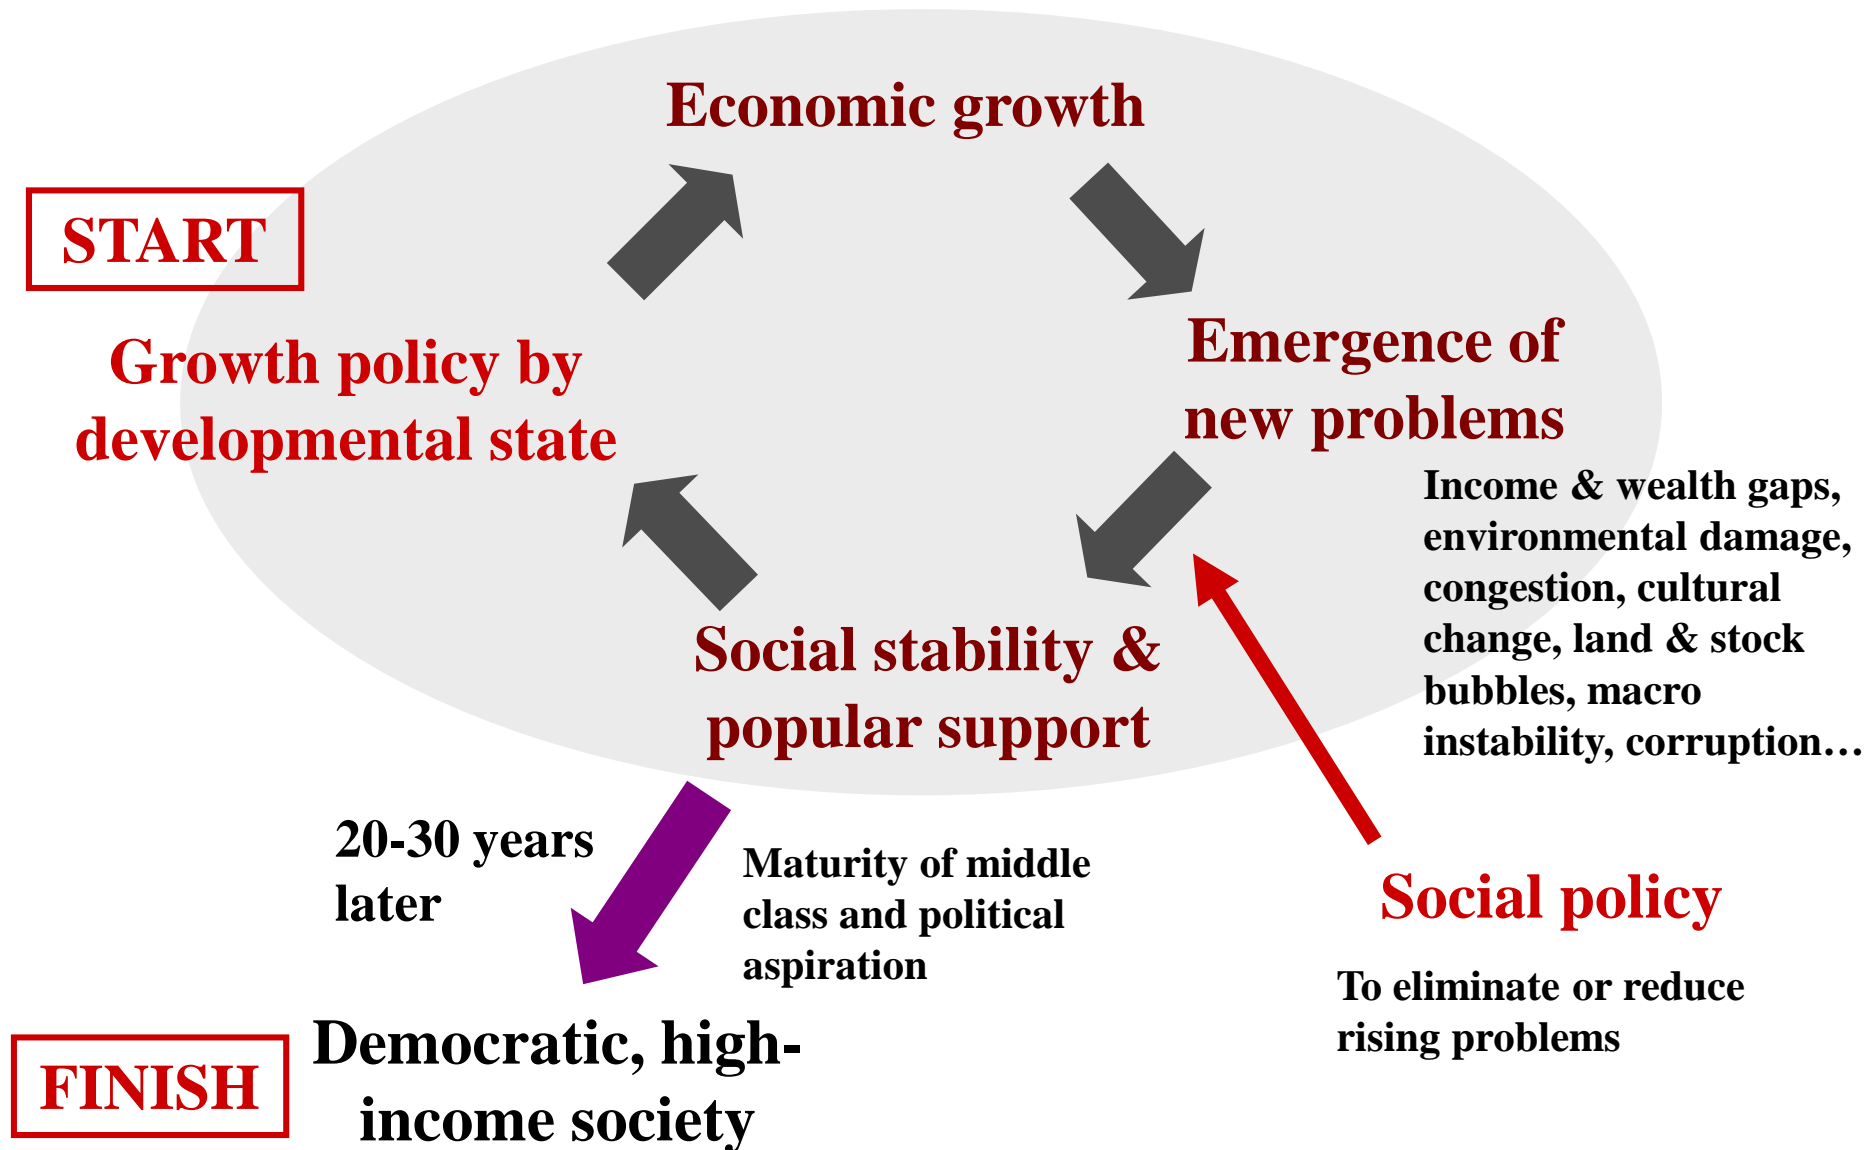 Economic growth
START
Growth policy by
developmental state
Emergence of
new problems
Income & wealth gaps,
environmental damage,
congestion, cultural
change, land & stock
bubbles, macro
instability, corruption…
Social stability &
popular support
20-30 years
later
Maturity of middle
class and political
aspiration
Social policy
To eliminate or reduce
rising problems
FINISH
Democratic, high-
income society